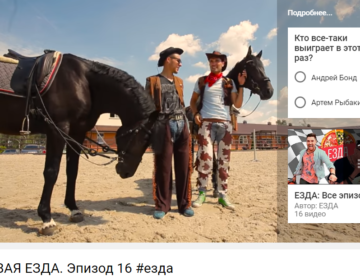 Подробнее...
Кто все-таки
выиграет в этот
раз?
Андрей Бонд
Артем Рыбаки
ЕЗДА
ЕЗДА: Все эпизо
Автор: ЕЗДА
16 видео
ВАЯ ЕЗДА. Эпизод 16 #езда